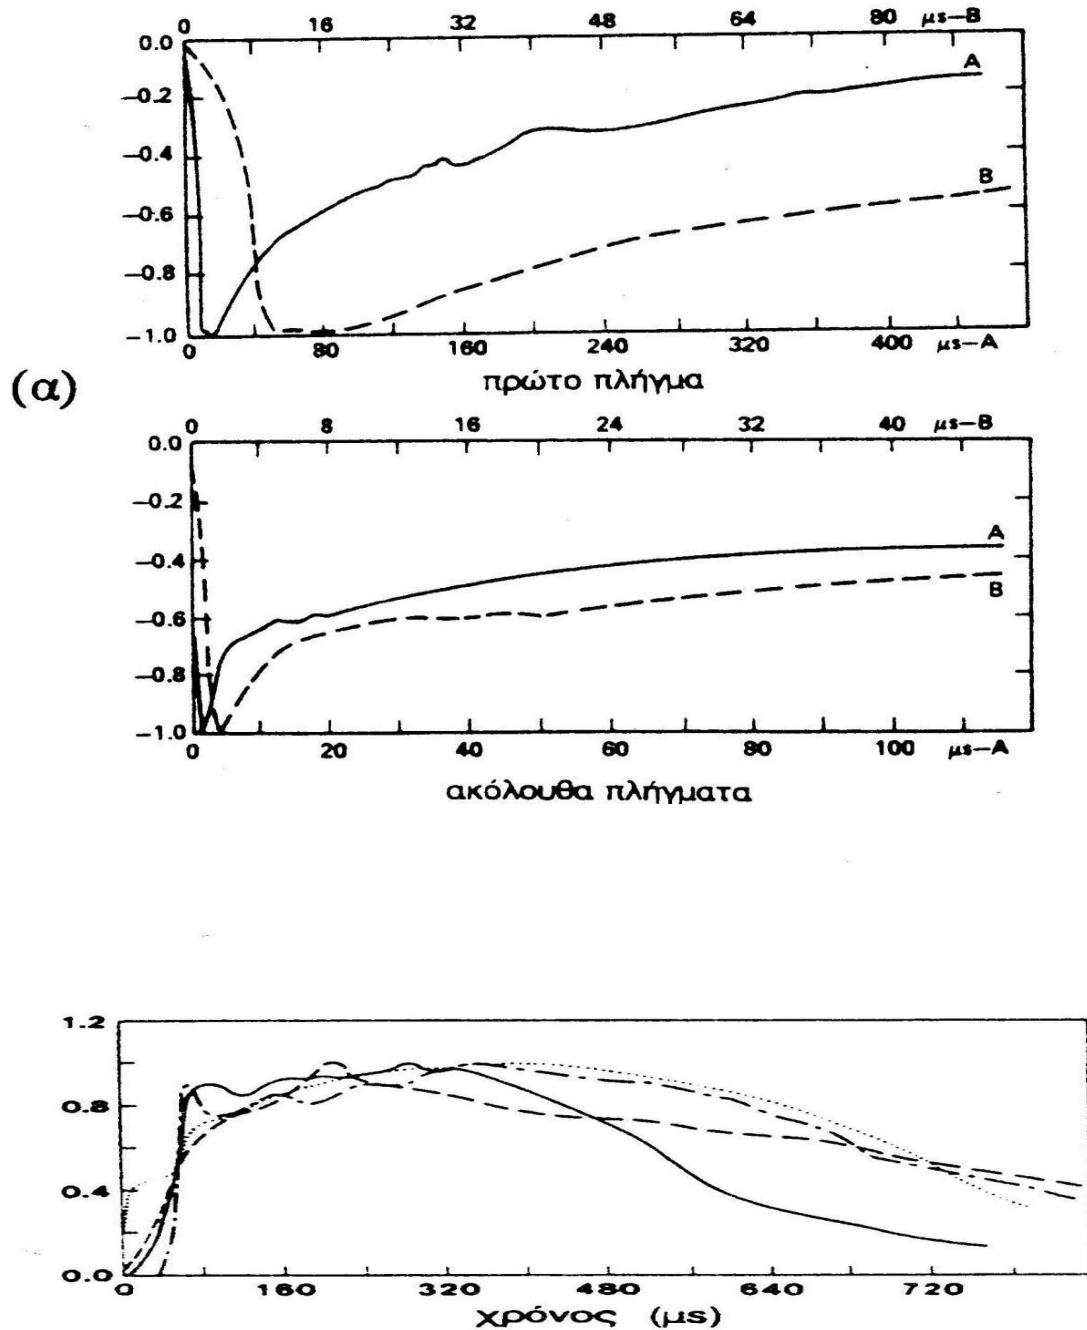 0 16 32 48 64 80 μs–B
0.0
–0.2
–0.4
–0.6
–0.8
–1.0
A
B
0 80 160 240 320 400 μs–A
πρώτο πλήγμα
(α)
0 8 16 24 32 40 μs–B
0.0
–0.2
–0.4
–0.6
–0.8
–1.0
A
B
0 20 40 60 80 100 μs–A
ακόλουθα πλήγματα
1.2
0.8
0.4
0.0
0 160 320 480 640 720
χρόνος (μs)